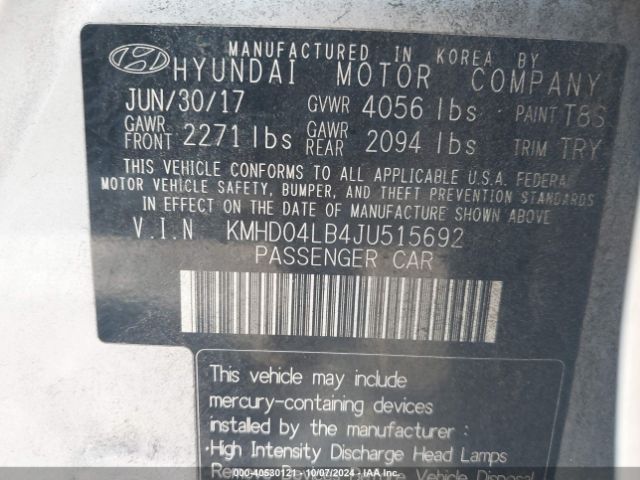 MANUFACTURED IN KOREA BY
HYUNDAI MOTOR COMPANY
JUN/30/17 GVWR 4056 lbs PAINT T8S
GAWR FRONT 2271 lbs GAWR REAR 2094 lbs TRIM TRY
THIS VEHICLE CONFORMS TO ALL APPLICABLE U.S.A. FEDERAL
MOTOR VEHICLE SAFETY, BUMPER, AND THEFT PREVENTION STANDARDS
IN EFFECT ON THE DATE OF MANUFACTURE SHOWN ABOVE
V.I.N KMHD04LB4JU515692
PASSENGER CAR
This vehicle may include
mercury-containing devices
installed by the manufacturer :
·High Intensity Discharge Head Lamps
000-40530121 - 10/07/2024 - IAA Inc.
Vehicle Disposal